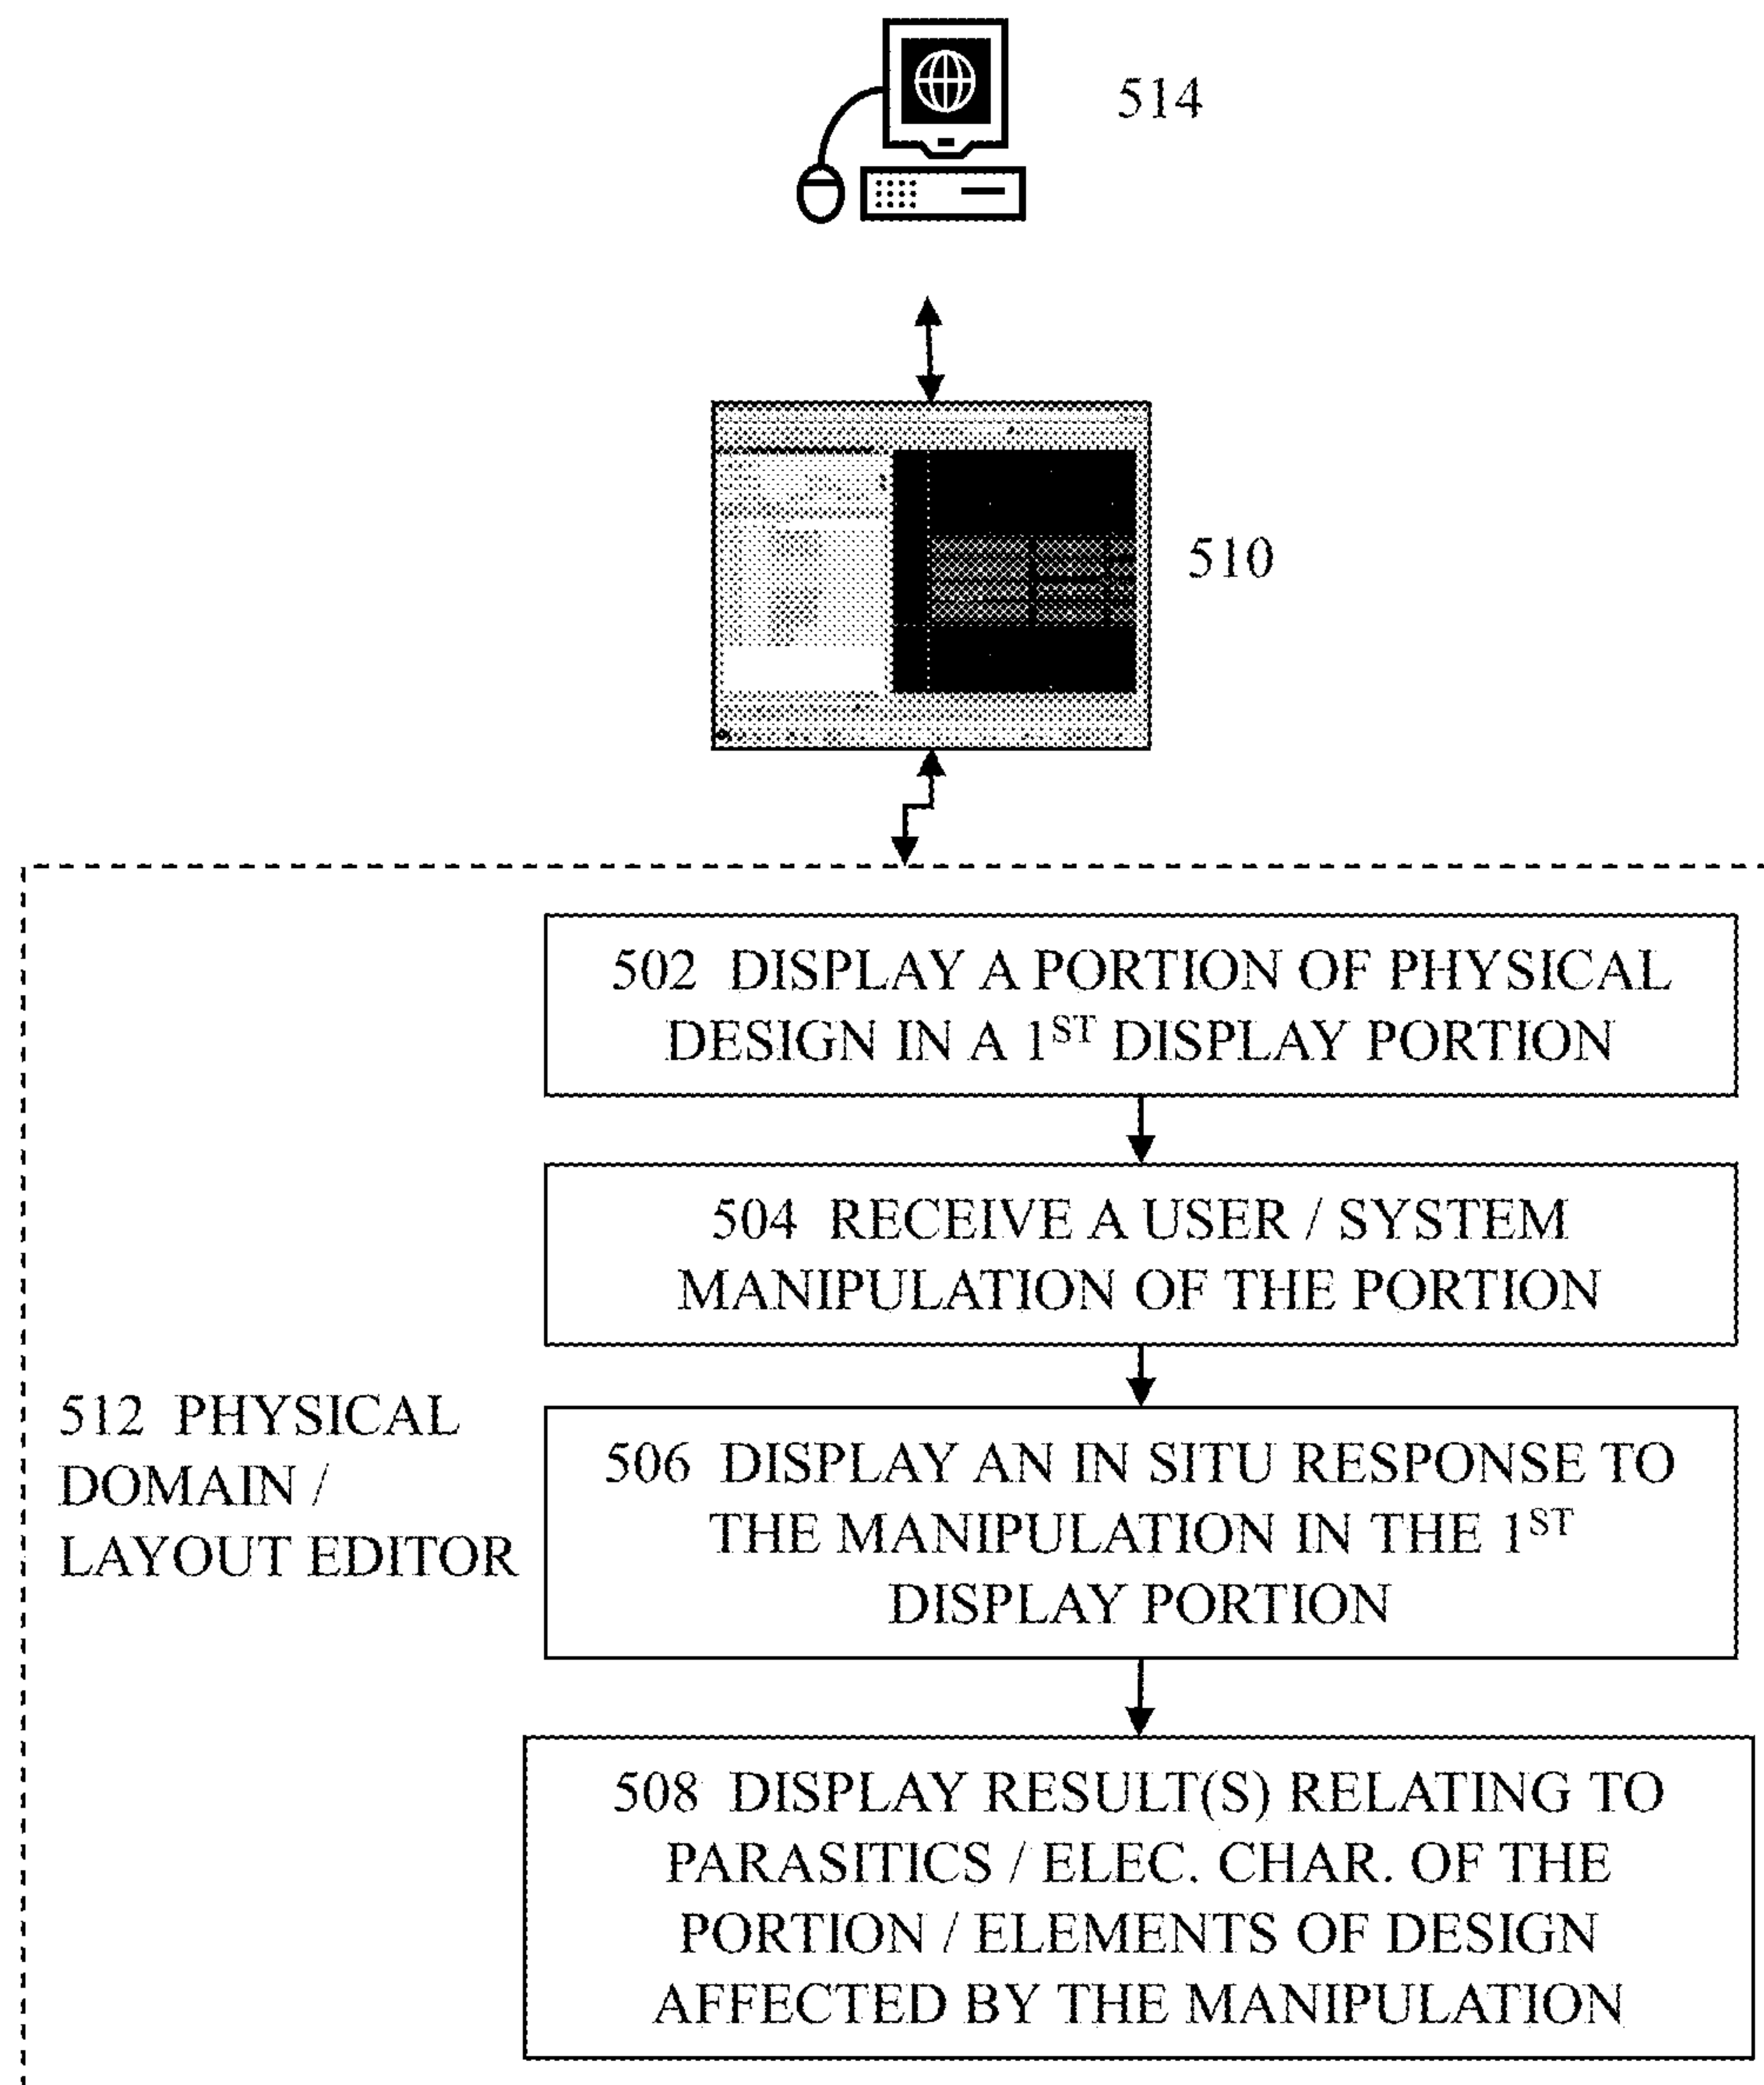 514
510
502 DISPLAY A PORTION OF PHYSICAL
DESIGN IN A 1ST DISPLAY PORTION
504 RECEIVE A USER / SYSTEM
MANIPULATION OF THE PORTION
512 PHYSICAL
DOMAIN /
LAYOUT EDITOR
506 DISPLAY AN IN SITU RESPONSE TO
THE MANIPULATION IN THE 1ST
DISPLAY PORTION
508 DISPLAY RESULT(S) RELATING TO
PARASITICS / ELEC. CHAR. OF THE
PORTION / ELEMENTS OF DESIGN
AFFECTED BY THE MANIPULATION